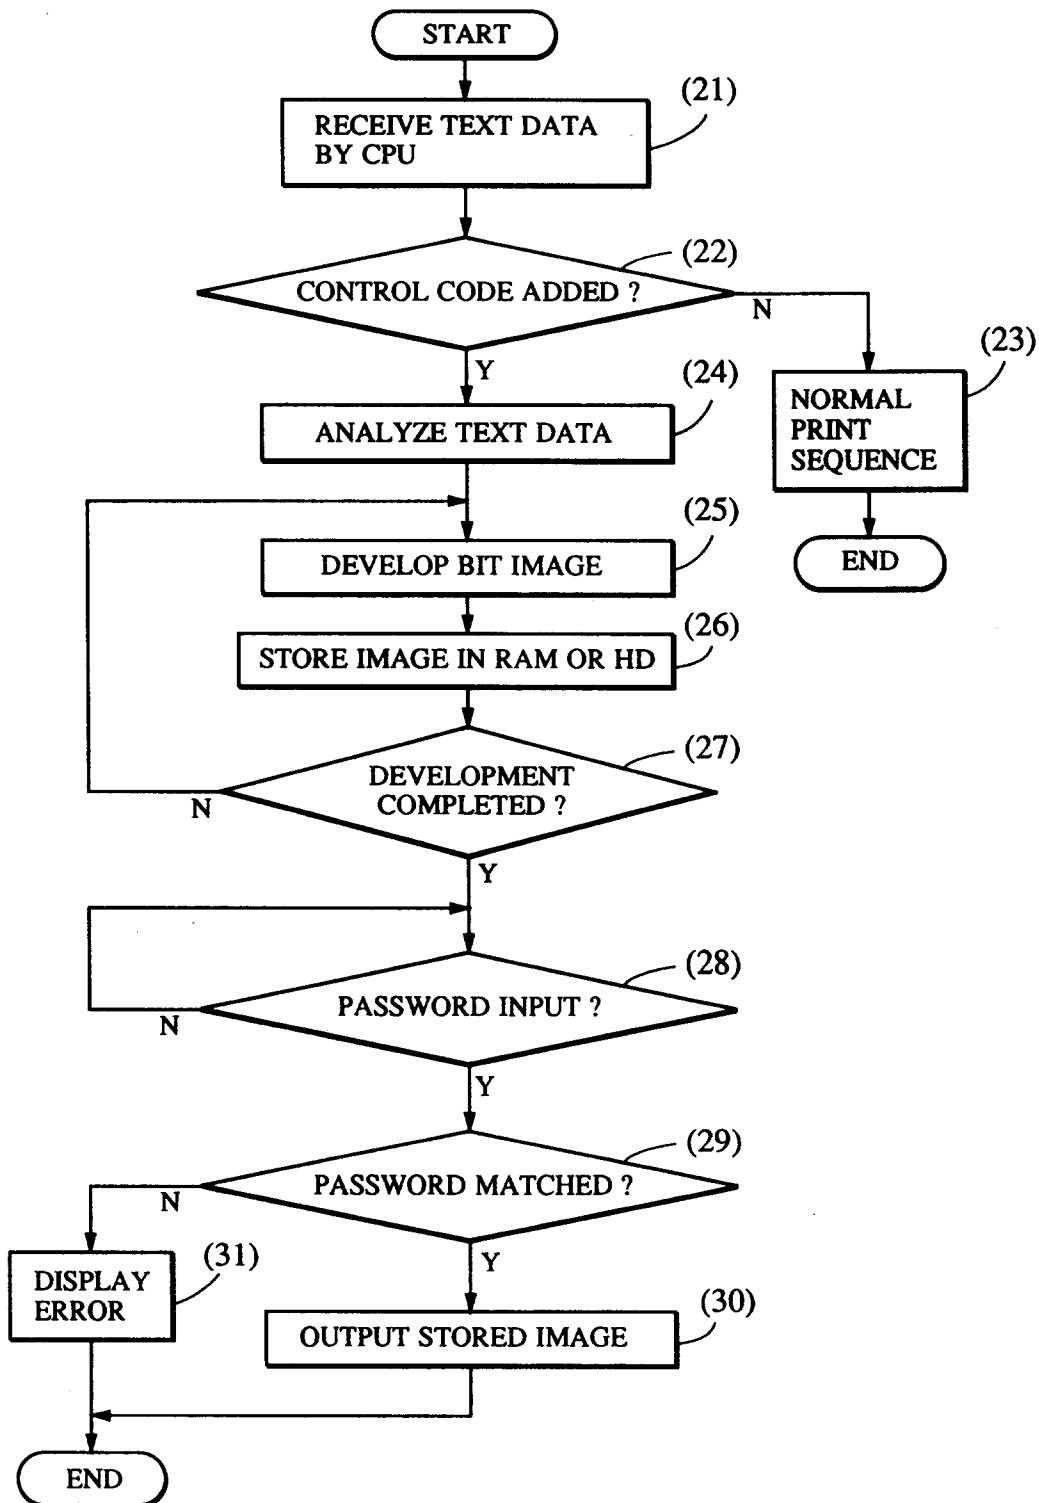 START
(21)
RECEIVE TEXT DATA
BY CPU
(22)
CONTROL CODE ADDED ?
N
Y
(23)
NORMAL
PRINT
SEQUENCE
END
(24)
ANALYZE TEXT DATA
(25)
DEVELOP BIT IMAGE
(26)
STORE IMAGE IN RAM OR HD
(27)
DEVELOPMENT
COMPLETED ?
N
Y
(28)
PASSWORD INPUT ?
N
Y
(29)
PASSWORD MATCHED ?
N
Y
(31)
DISPLAY
ERROR
(30)
OUTPUT STORED IMAGE
END